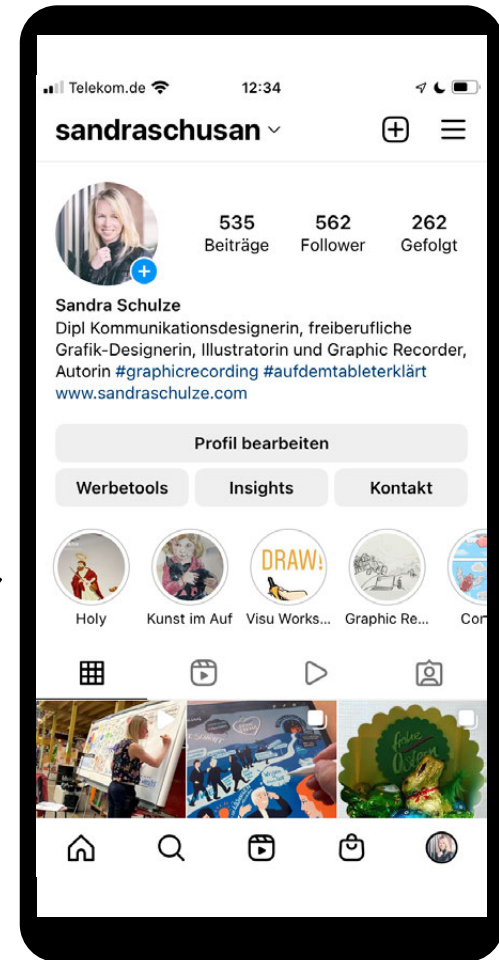 Telekom.de 12:34
sandraschusan
535 562 262
Beiträge Follower Gefolgt
Sandra Schulze
Dipl Kommunikationsdesignerin, freiberufliche
Grafik-Designerin, Illustratorin und Graphic Recorder,
Autorin #graphicrecording #aufdemtableterklärt
www.sandraschulze.com
Profil bearbeiten
Werbetools Insights Kontakt
DRAW!
Holy Kunst im Auf Visu Works... Graphic Re... Cor
frohe
Ostern